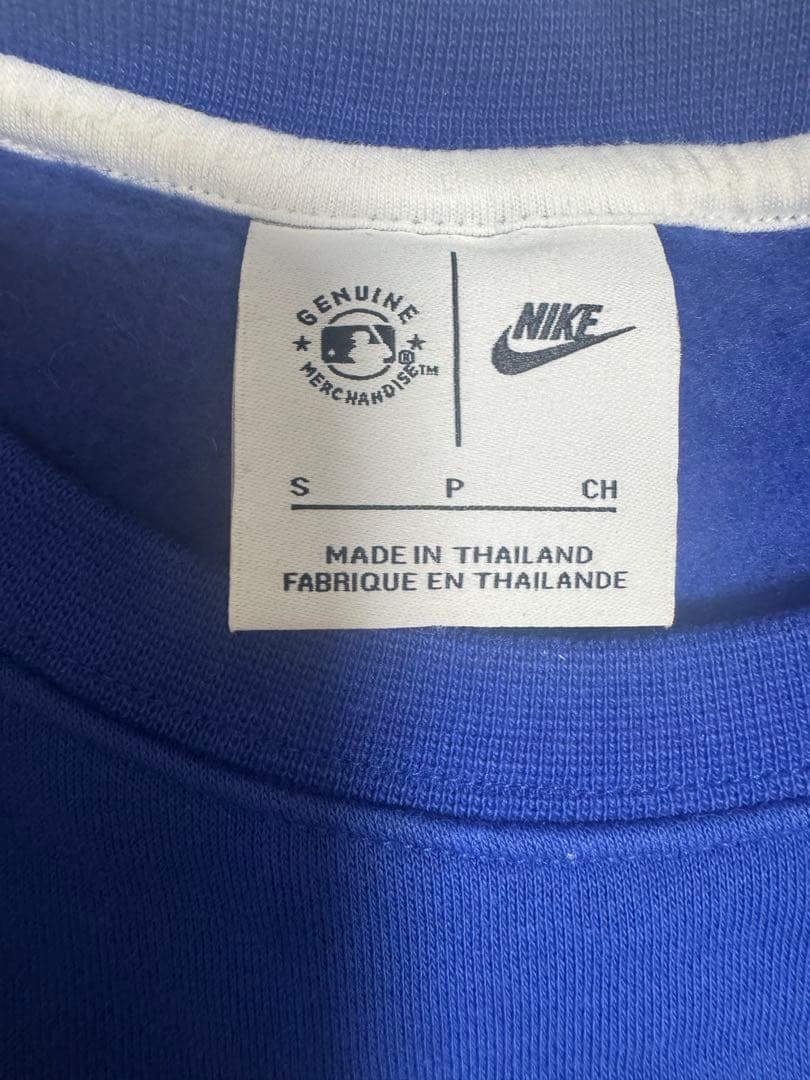 GENUINE
MERCHANDISE™
®
NIKE
S P CH
MADE IN THAILAND
FABRIQUE EN THAILANDE